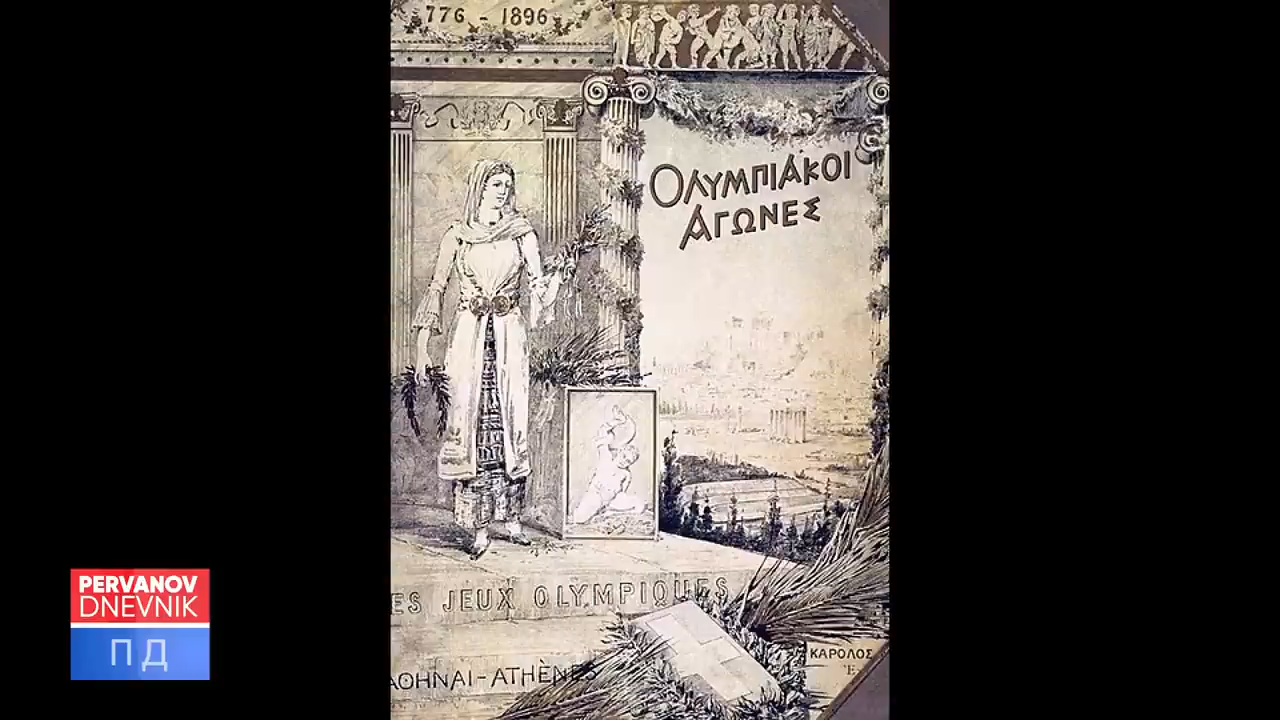 776 - 1896
ΟΛΥΜΠΙΑΚΟΙ
ΑΓΩΝΕΣ
ES JEUX OLYMPIQUES
ΑΘΗΝΑΙ-ATHÈNES
ΚΑΡΟΛΟΣ
PERVANOV
DNEVNIK
ПД